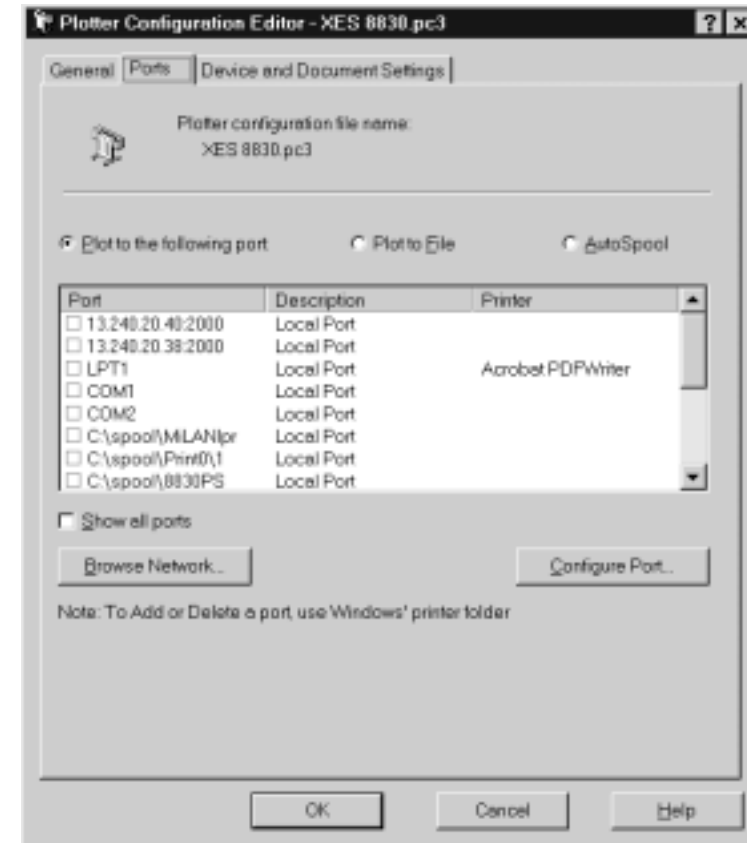 Plotter Configuration Editor - XES 8830.pc3
General Ports Device and Document Settings
Plotter configuration file name:
XES 8830.pc3
Plot to the following port Plot to File AutoSpool
Port Description Printer
13.240.20.40:2000 Local Port
13.240.20.38:2000 Local Port
LPT1 Local Port Acrobat PDFWriter
COM1 Local Port
COM2 Local Port
C:\spool\MiLANlpr Local Port
C:\spool\Print0\1 Local Port
C:\spool\8830PS Local Port
Show all ports
Browse Network... Configure Port...
Note: To Add or Delete a port, use Windows' printer folder
OK Cancel Help